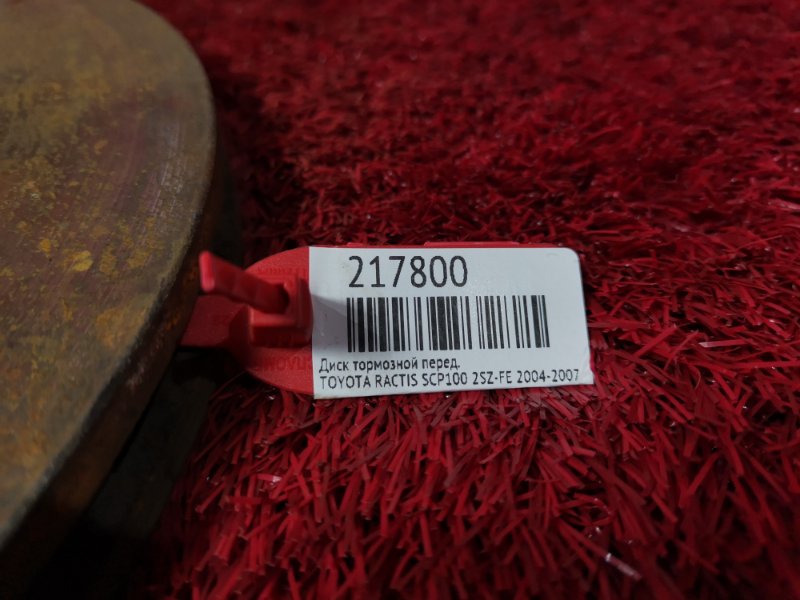 217800
Диск тормозной перед.
TOYOTA RACTIS SCP100 2SZ-FE 2004-2007